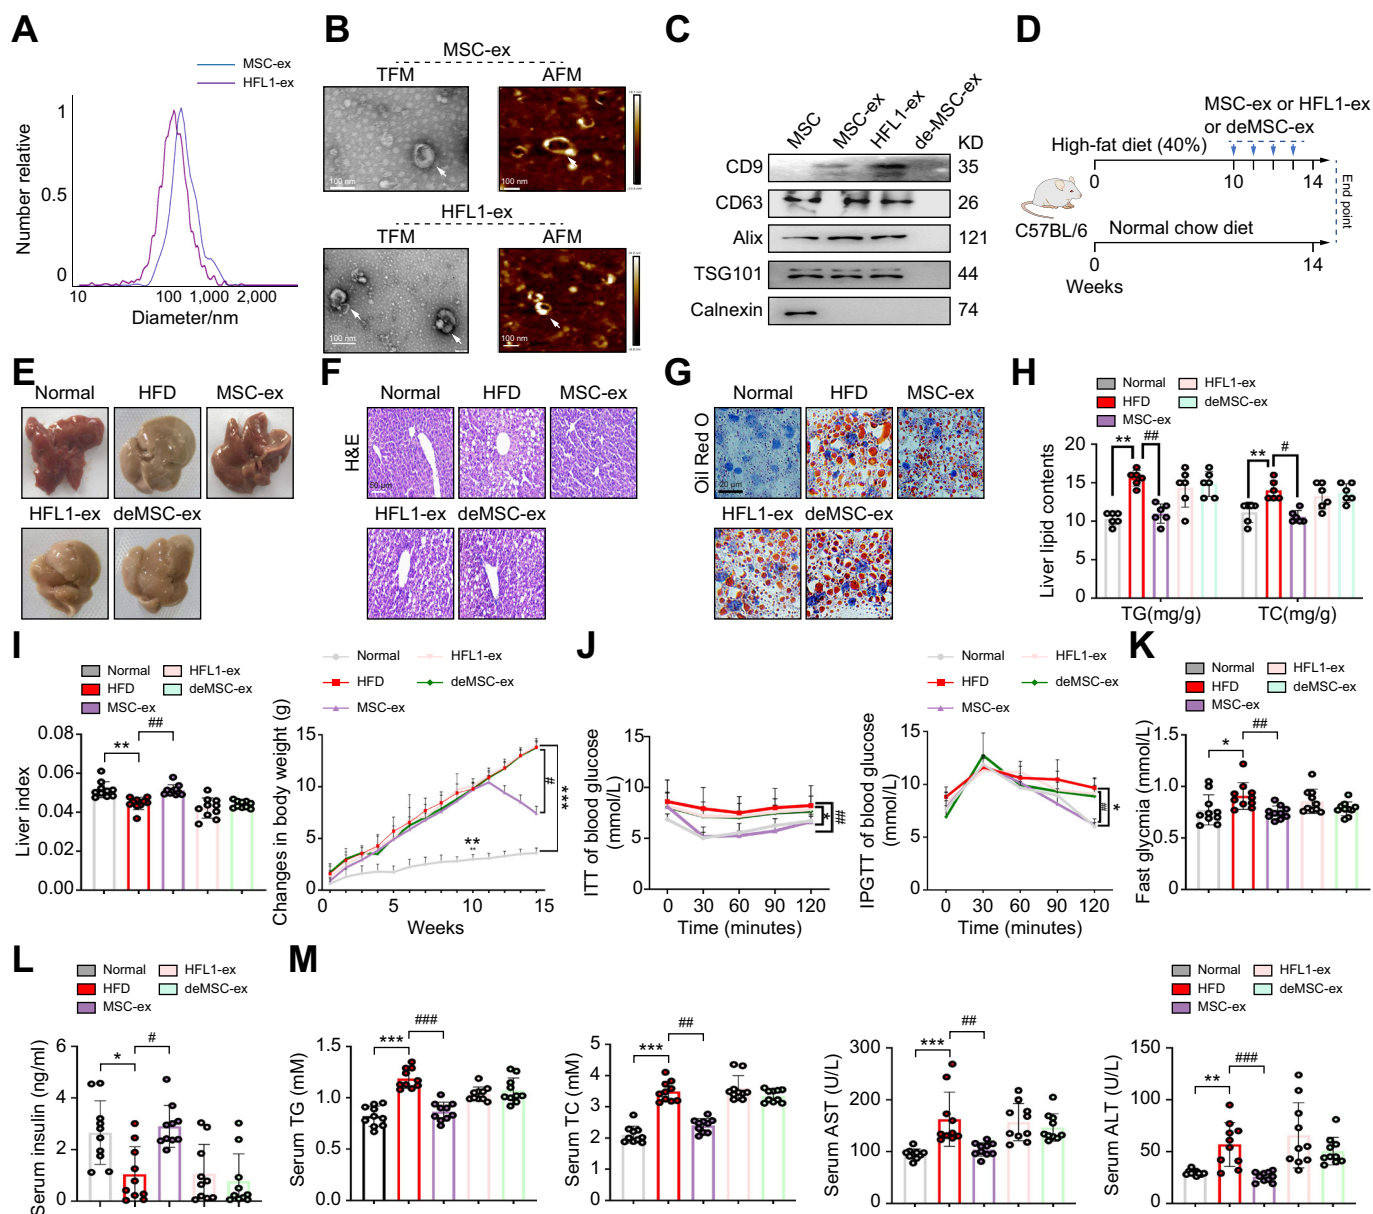 A
MSC-ex
HFL1-ex
Number relative
1
0.5
0
10 100 1,000 2,000
Diameter/nm
B
MSC-ex
TFM AFM
100 nm 100 nm
HFL1-ex
TFM AFM
100 nm 100 nm
C
MSC MSC-ex HFL1-ex de-MSC-ex
KD
CD9 35
CD63 26
Alix 121
TSG101 44
Calnexin 74
D
MSC-ex or HFL1-ex
or deMSC-ex
High-fat diet (40%)
0 10 14
C57BL/6
Normal chow diet
0 14
Weeks
End point
E
Normal HFD MSC-ex
HFL1-ex deMSC-ex
F
Normal HFD MSC-ex
H&E
HFL1-ex deMSC-ex
G
Normal HFD MSC-ex
Oil Red O
HFL1-ex deMSC-ex
H
Normal HFL1-ex
HFD deMSC-ex
MSC-ex
Liver lipid contents
20
15
10
5
0
** ## ** #
TG(mg/g) TC(mg/g)
I
Normal HFL1-ex
HFD deMSC-ex
MSC-ex
Liver index
0.08
0.06
0.04
0.02
0.00
** ##
Normal HFL1-ex
HFD deMSC-ex
MSC-ex
Changes in body weight (g)
15
10
5
0
0 5 10 15
Weeks
**
**
# ***
J
Normal HFL1-ex
HFD deMSC-ex
MSC-ex
ITT of blood glucose
(mmol/L)
15
10
5
0
0 30 60 90 120
Time (minutes)
* ##
IPGTT of blood glucose
(mmol/L)
15
10
5
0
0 30 60 90 120
Time (minutes)
# *
K
Normal HFL1-ex
HFD deMSC-ex
MSC-ex
Fast glycmia (mmol/L)
1.5
1.0
0.5
0.0
* ##
L
Normal HFL1-ex
HFD deMSC-ex
MSC-ex
Serum insulin (ng/ml)
6
4
2
0
* #
M
Serum TG (mM)
1.5
1.0
0.5
0.0
*** ###
Serum TC (mM)
5
4
3
2
1
0
*** ##
Serum AST (U/L)
300
200
100
0
*** ##
Normal HFL1-ex
HFD deMSC-ex
MSC-ex
Serum ALT (U/L)
150
100
50
0
** ###